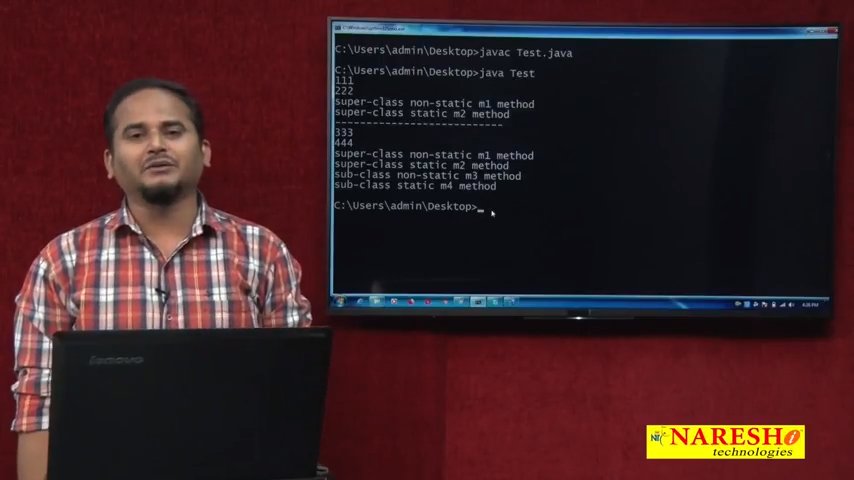 C:\Users\admin\Desktop>javac Test.java
C:\Users\admin\Desktop>java Test
111
222
super-class non-static m1 method
super-class static m2 method
----------------------------
333
444
super-class non-static m1 method
super-class static m2 method
sub-class non-static m3 method
sub-class static m4 method
C:\Users\admin\Desktop>_
lenovo
NT NARESH i
technologies